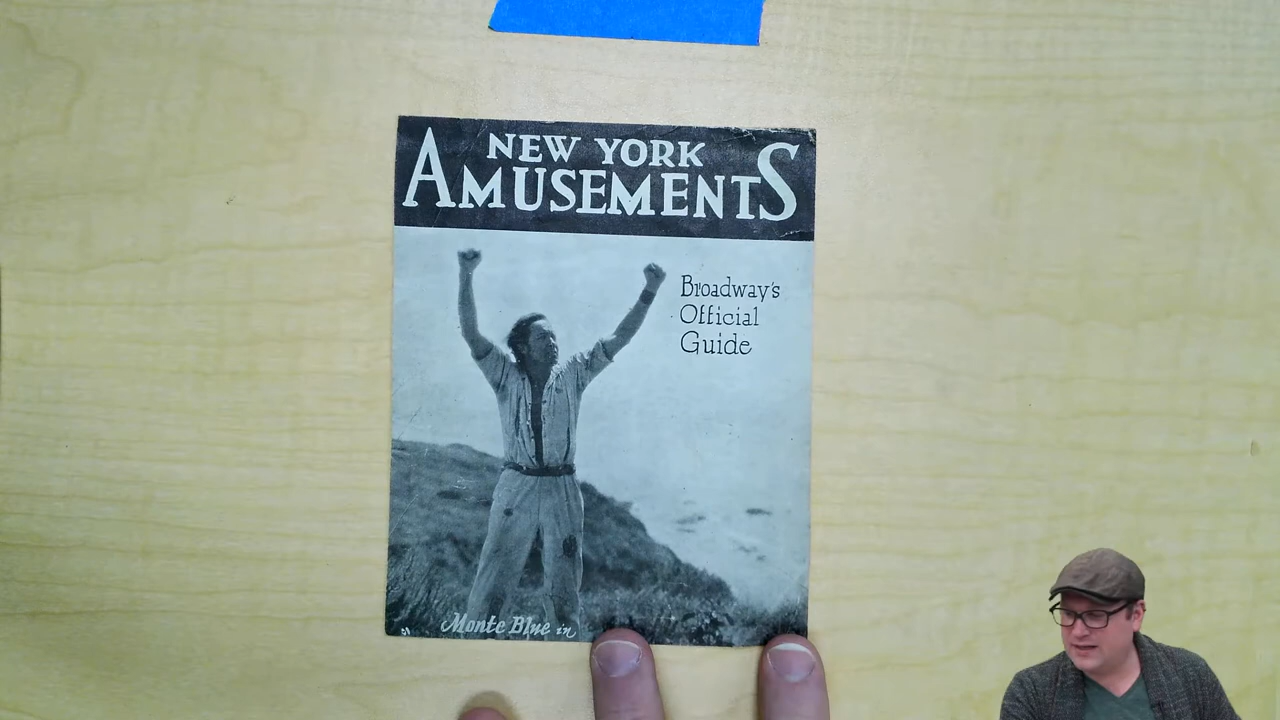 NEW YORK
AMUSEMENTS
Broadway's
Official
Guide
Monte Blue in